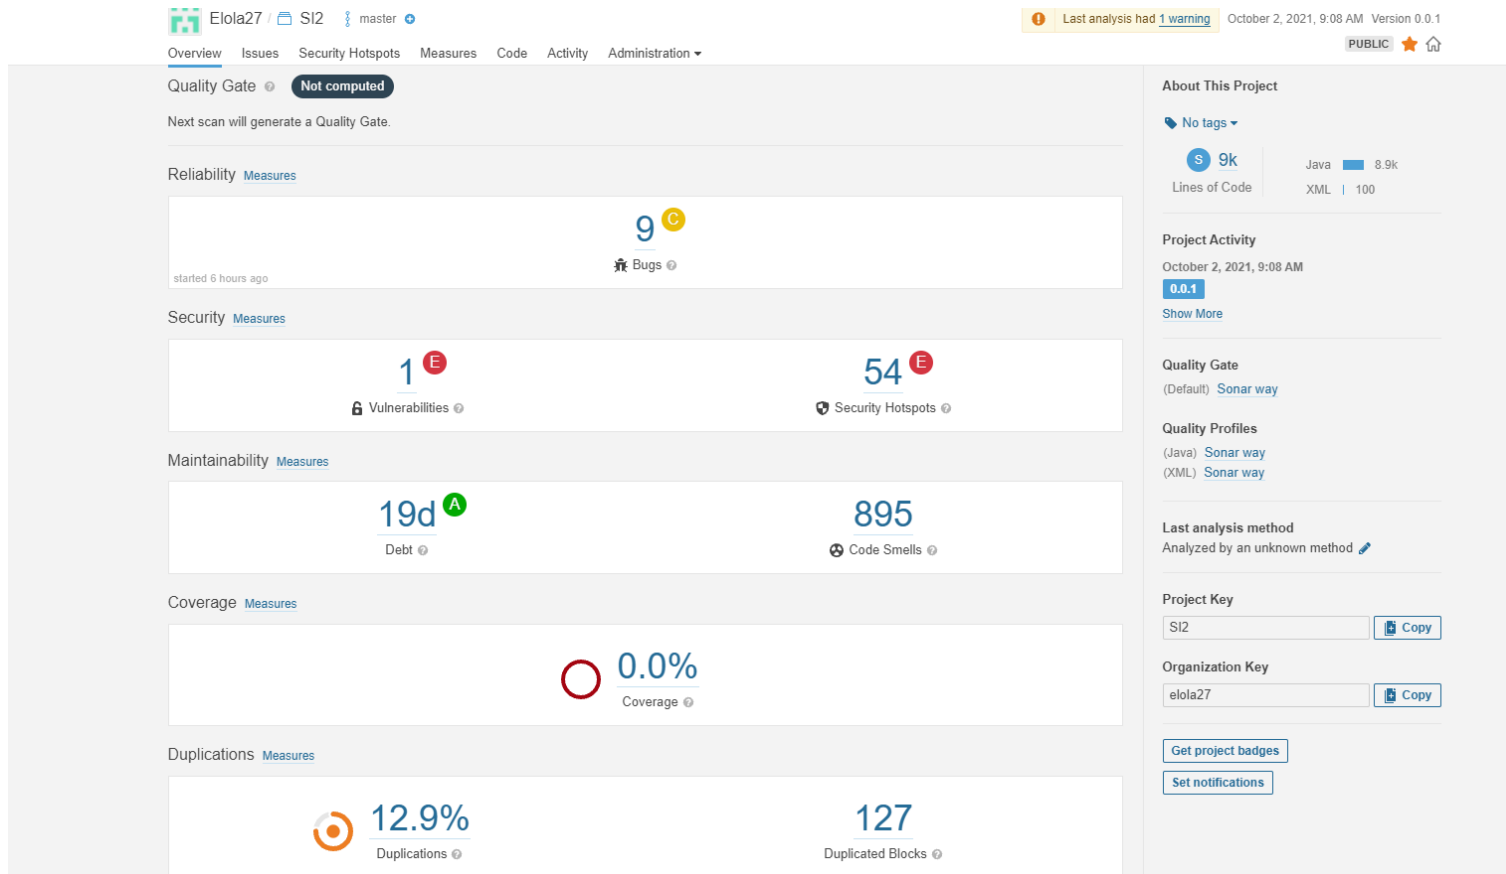 Elola27 / SI2 master
Last analysis had 1 warning October 2, 2021, 9:08 AM Version 0.0.1
Overview Issues Security Hotspots Measures Code Activity Administration
PUBLIC
Quality Gate ? Not computed
Next scan will generate a Quality Gate.
Reliability Measures
9 C
Bugs ?
started 6 hours ago
Security Measures
1 E
Vulnerabilities ?
54 E
Security Hotspots ?
Maintainability Measures
19d A
Debt ?
895
Code Smells ?
Coverage Measures
0.0%
Coverage ?
Duplications Measures
12.9%
Duplications ?
127
Duplicated Blocks ?
About This Project
No tags
S 9k
Lines of Code
Java 8.9k
XML 100
Project Activity
October 2, 2021, 9:08 AM
0.0.1
Show More
Quality Gate
(Default) Sonar way
Quality Profiles
(Java) Sonar way
(XML) Sonar way
Last analysis method
Analyzed by an unknown method
Project Key
SI2 Copy
Organization Key
elola27 Copy
Get project badges
Set notifications